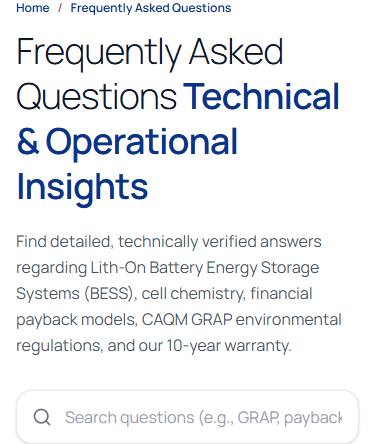 Home / Frequently Asked Questions
Frequently Asked
Questions Technical
& Operational
Insights
Find detailed, technically verified answers
regarding Lith-On Battery Energy Storage
Systems (BESS), cell chemistry, financial
payback models, CAQM GRAP environmental
regulations, and our 10-year warranty.
Search questions (e.g., GRAP, payback